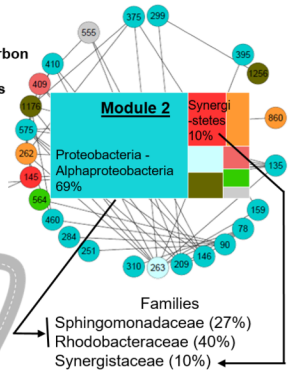 375
299
555
rbon
395
410
1256
409
s
1176
Module 2
Synergi
-stetes
10%
860
575
262
Proteobacteria -
Alphaproteobacteria
69%
135
145
564
159
460
78
284
90
251
146
310
263
209
Families
Sphingomonadaceae (27%)
Rhodobacteraceae (40%)
Synergistaceae (10%)